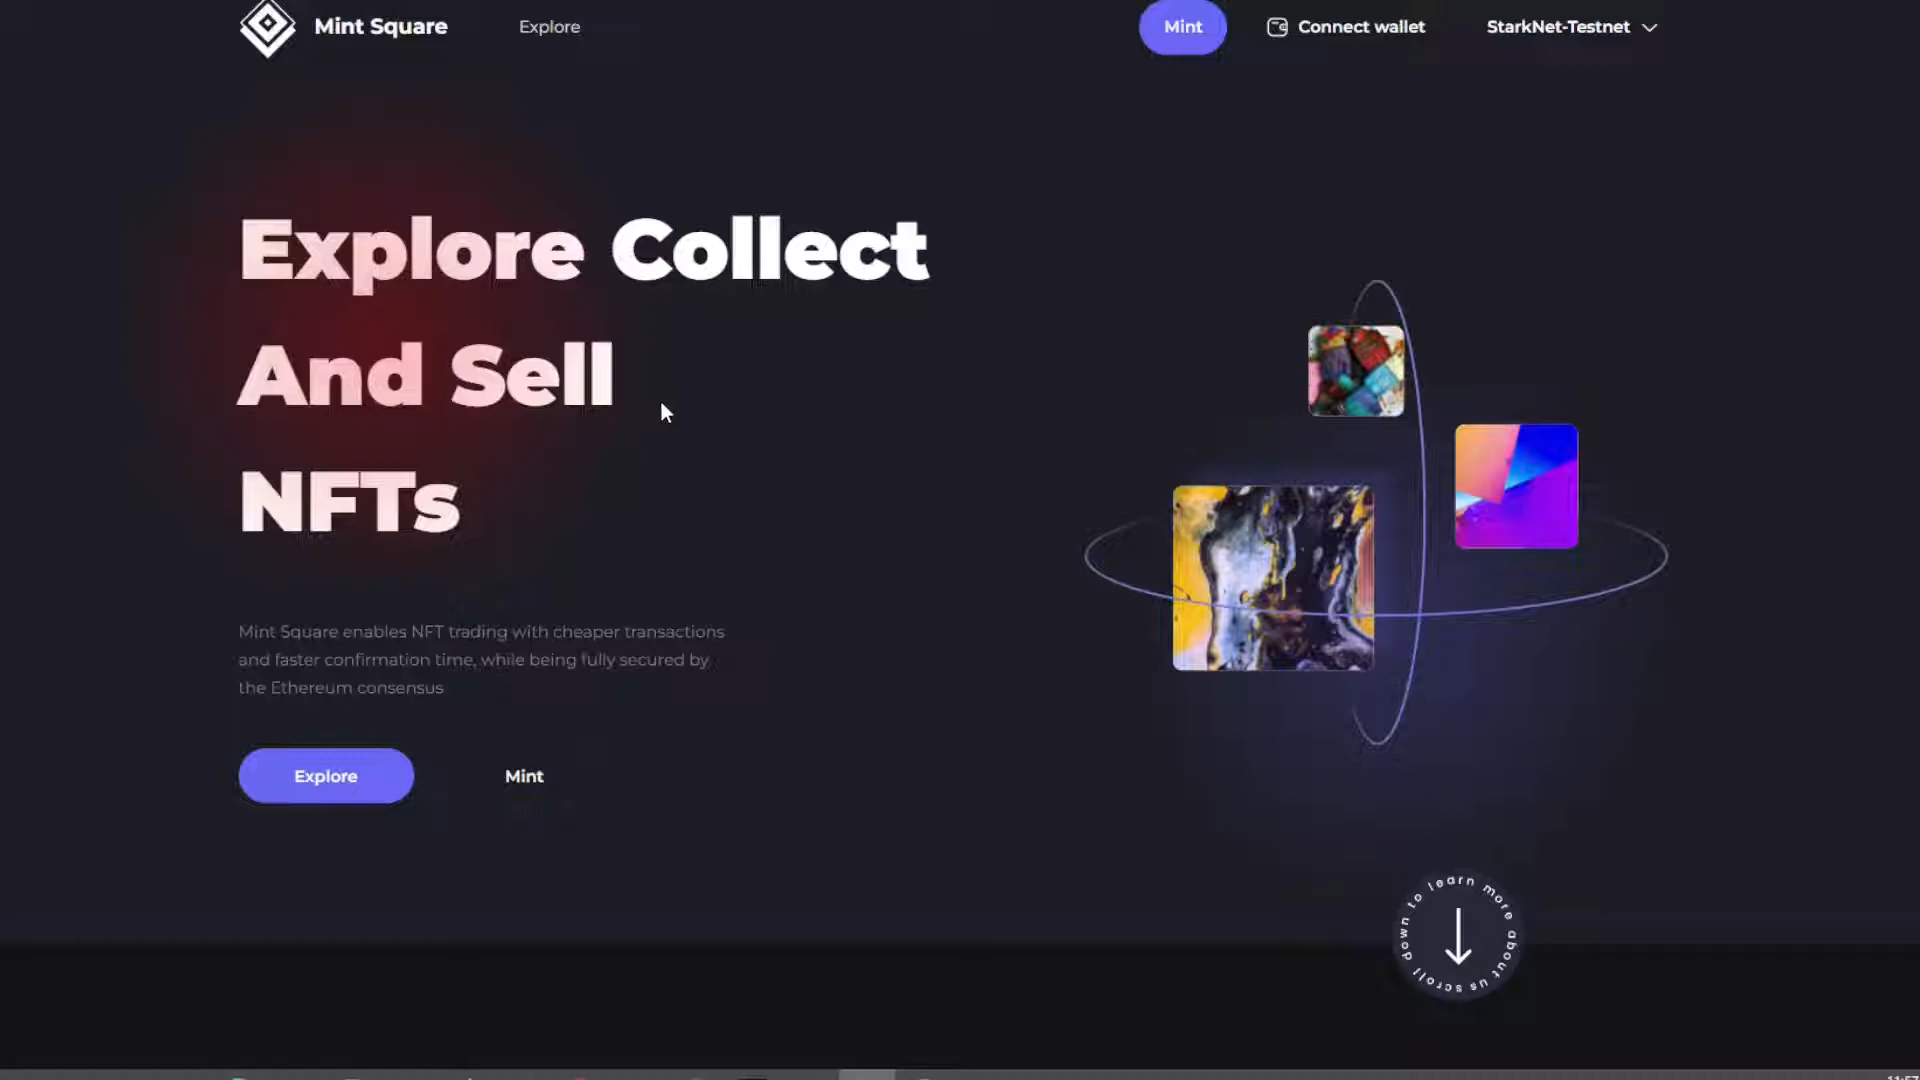 Mint Square
Explore
Mint
Connect wallet
StarkNet-Testnet
Explore Collect
And Sell
NFTs
Mint Square enables NFT trading with cheaper transactions
and faster confirmation time, while being fully secured by
the Ethereum consensus
Explore
Mint
scroll down to learn more about us